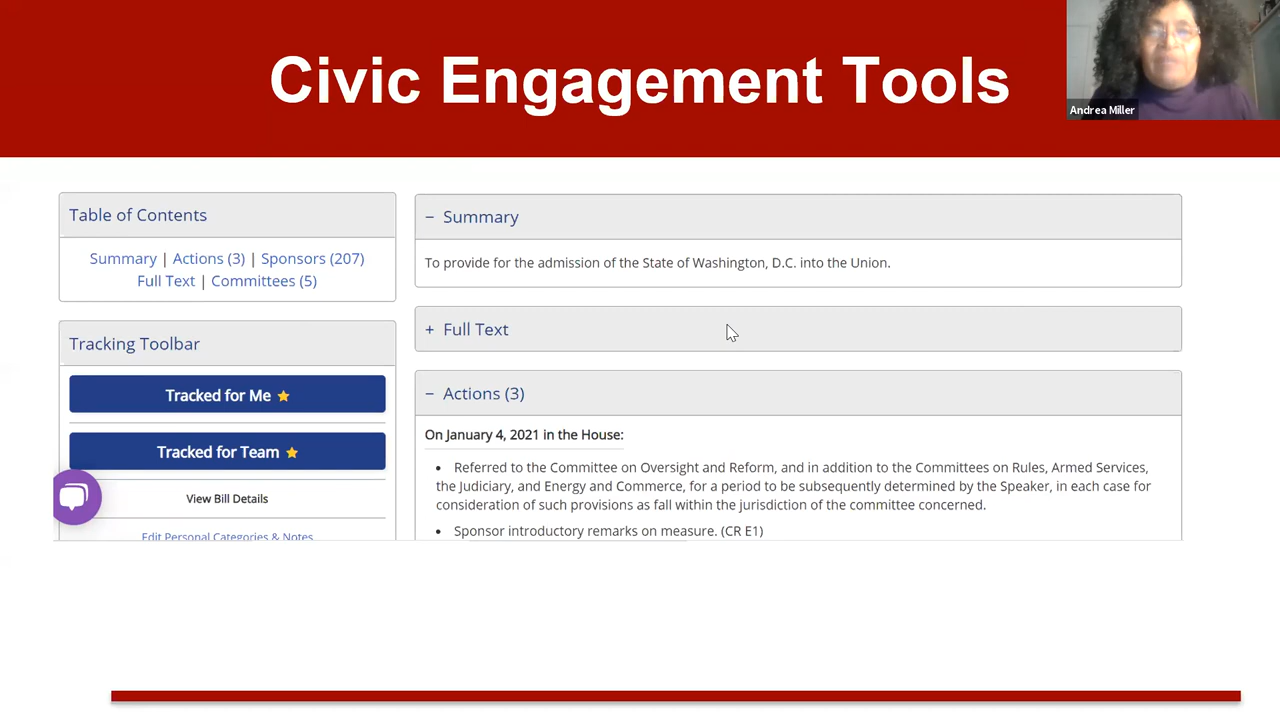 Civic Engagement Tools
Andrea Miller
Table of Contents
Summary | Actions (3) | Sponsors (207)
Full Text | Committees (5)
Tracking Toolbar
Tracked for Me
Tracked for Team
View Bill Details
Edit Personal Categories & Notes
− Summary
To provide for the admission of the State of Washington, D.C. into the Union.
+ Full Text
− Actions (3)
On January 4, 2021 in the House:
• Referred to the Committee on Oversight and Reform, and in addition to the Committees on Rules, Armed Services,
the Judiciary, and Energy and Commerce, for a period to be subsequently determined by the Speaker, in each case for
consideration of such provisions as fall within the jurisdiction of the committee concerned.
• Sponsor introductory remarks on measure. (CR E1)